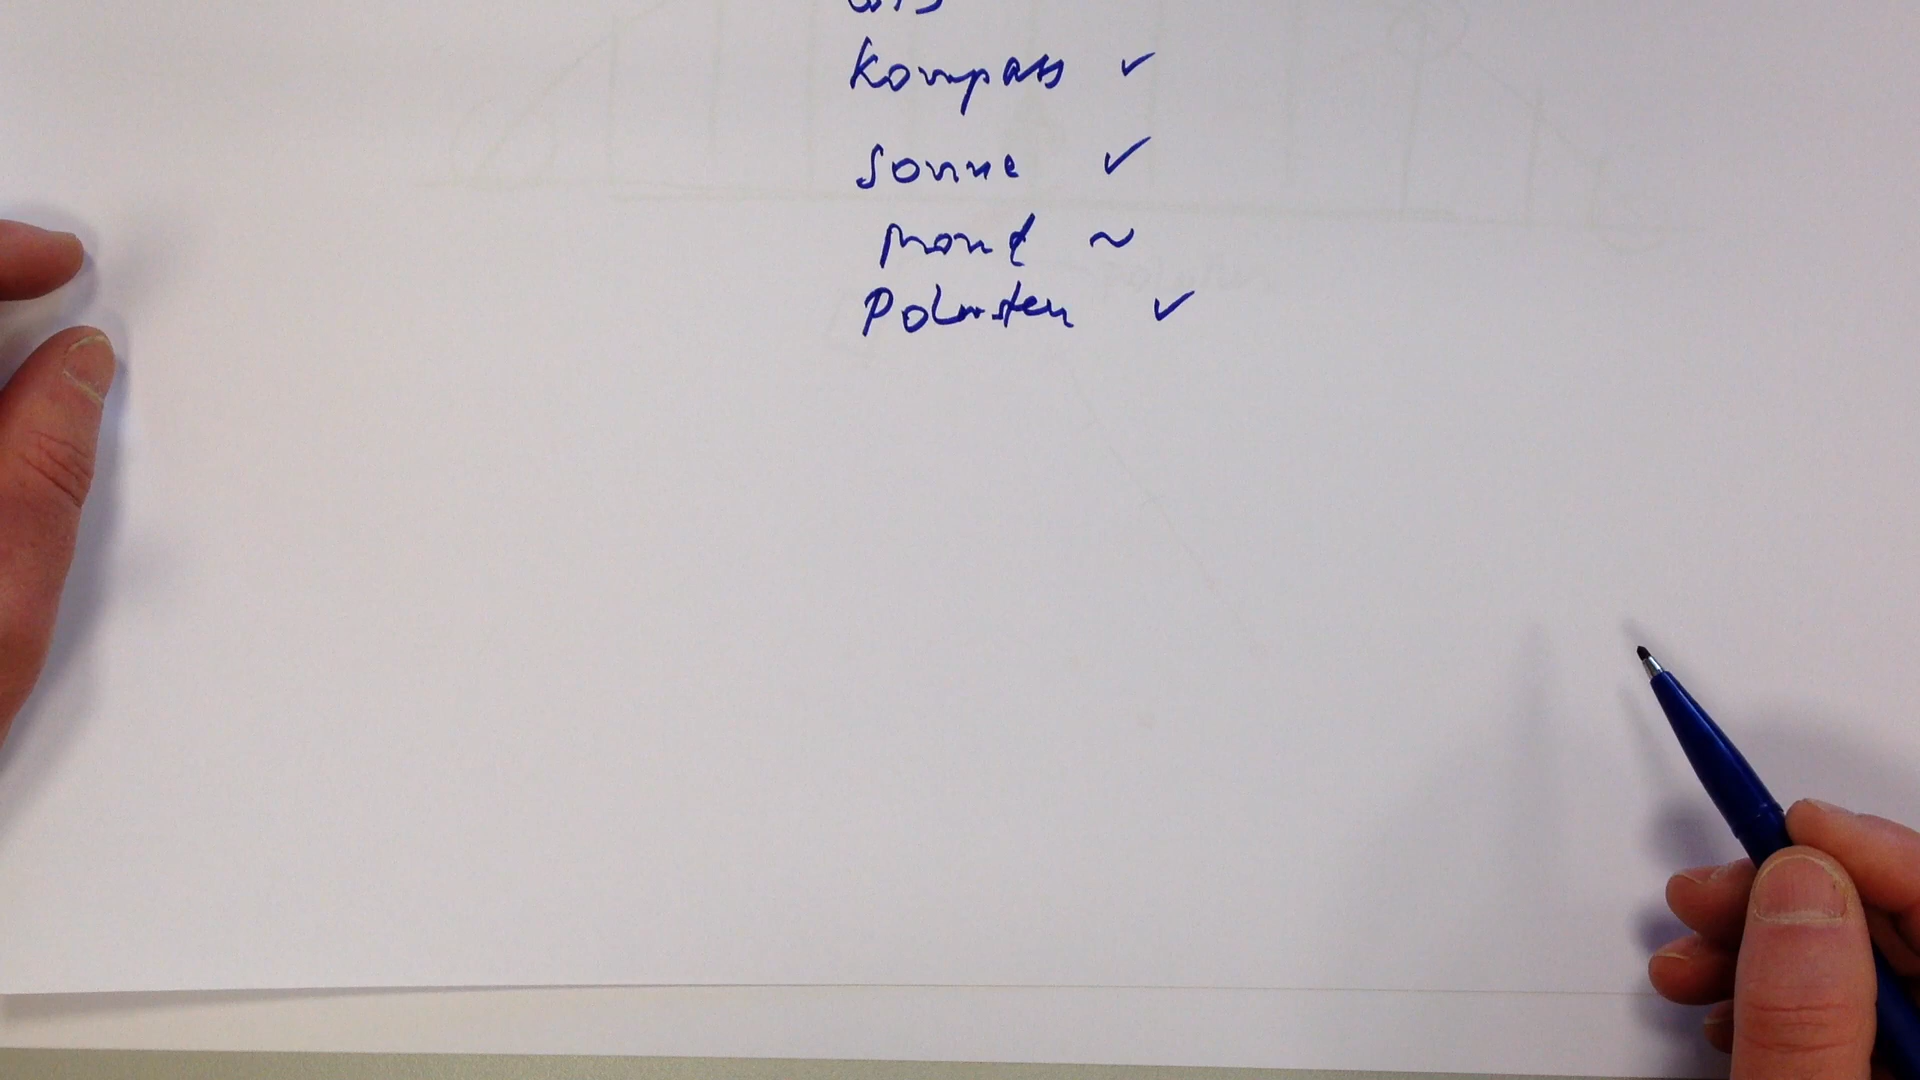 Kompass ✓
Sonne ✓
Mond ~
Polarstern ✓